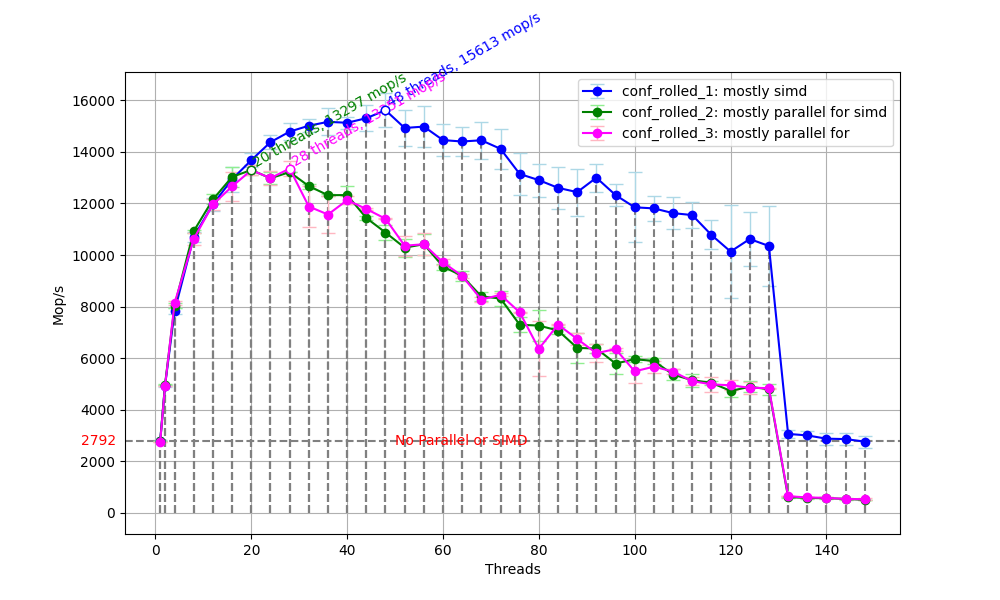 48 threads, 15613 mop/s
20 threads, 13297 mop/s
28 threads, 13351 mop/s
conf_rolled_1: mostly simd
conf_rolled_2: mostly parallel for simd
conf_rolled_3: mostly parallel for
16000
14000
12000
10000
8000
6000
4000
2792
No Parallel or SIMD
2000
0
Mop/s
0 20 40 60 80 100 120 140
Threads